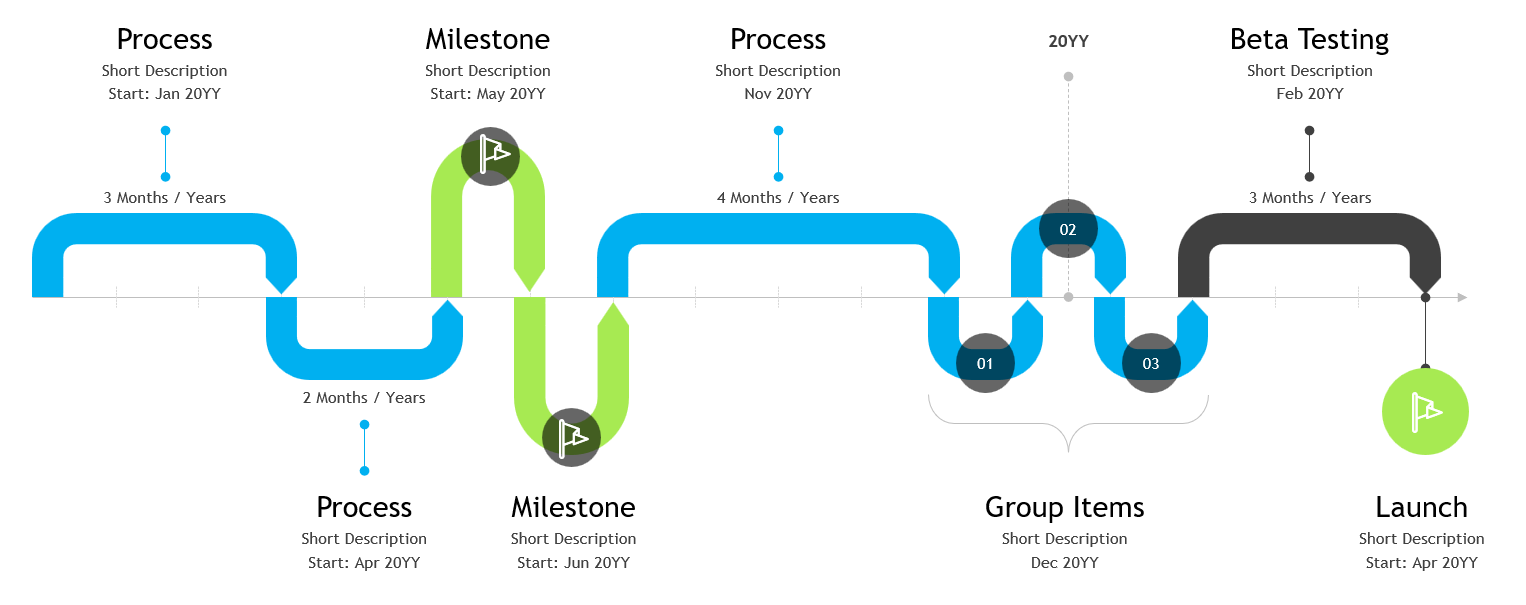 Process
Short Description
Start: Jan 20YY
3 Months / Years
Milestone
Short Description
Start: May 20YY
Process
Short Description
Nov 20YY
4 Months / Years
20YY
Beta Testing
Short Description
Feb 20YY
3 Months / Years
02
01
03
2 Months / Years
Process
Short Description
Start: Apr 20YY
Milestone
Short Description
Start: Jun 20YY
Group Items
Short Description
Dec 20YY
Launch
Short Description
Start: Apr 20YY